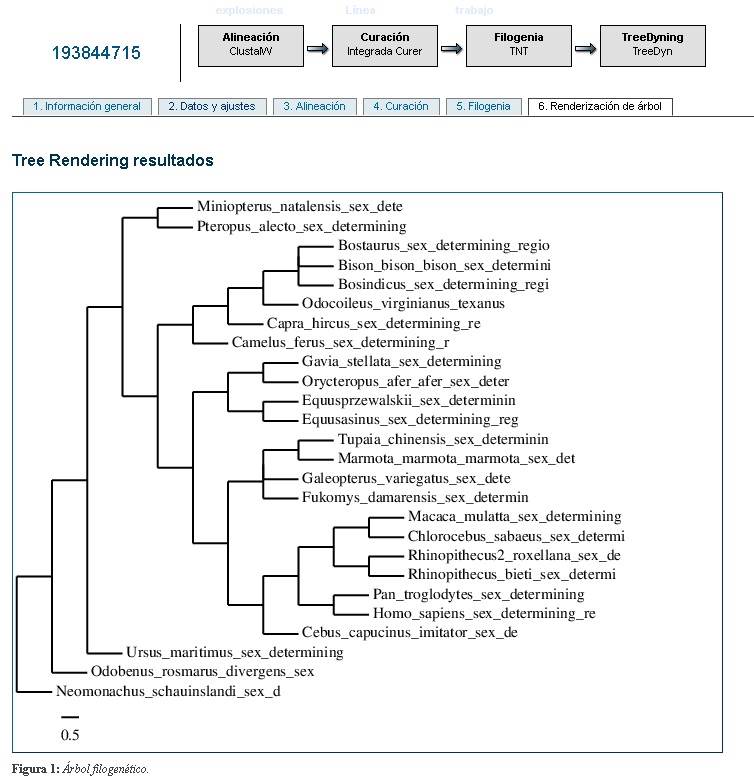 explosiones Línea trabajo
193844715
Alineación
ClustalW
Curación
Integrada Curer
Filogenia
TNT
TreeDyning
TreeDyn
1. Información general
2. Datos y ajustes
3. Alineación
4. Curación
5. Filogenia
6. Renderización de árbol
Tree Rendering resultados
Miniopterus_natalensis_sex_dete
Pteropus_alecto_sex_determining
Bostaurus_sex_determining_regio
Bison_bison_bison_sex_determini
Bosindicus_sex_determining_regi
Odocoileus_virginianus_texanus
Capra_hircus_sex_determining_re
Camelus_ferus_sex_determining_r
Gavia_stellata_sex_determining
Orycteropus_afer_afer_sex_deter
Equusprzewalskii_sex_determinin
Equusasinus_sex_determining_reg
Tupaia_chinensis_sex_determinin
Marmota_marmota_marmota_sex_det
Galeopterus_variegatus_sex_dete
Fukomys_damarensis_sex_determin
Macaca_mulatta_sex_determining
Chlorocebus_sabaeus_sex_determi
Rhinopithecus2_roxellana_sex_de
Rhinopithecus_bieti_sex_determi
Pan_troglodytes_sex_determining
Homo_sapiens_sex_determining_re
Cebus_capucinus_imitator_sex_de
Ursus_maritimus_sex_determining
Odobenus_rosmarus_divergens_sex
Neomonachus_schauinslandi_sex_d
0.5
Figura 1: Árbol filogenético.